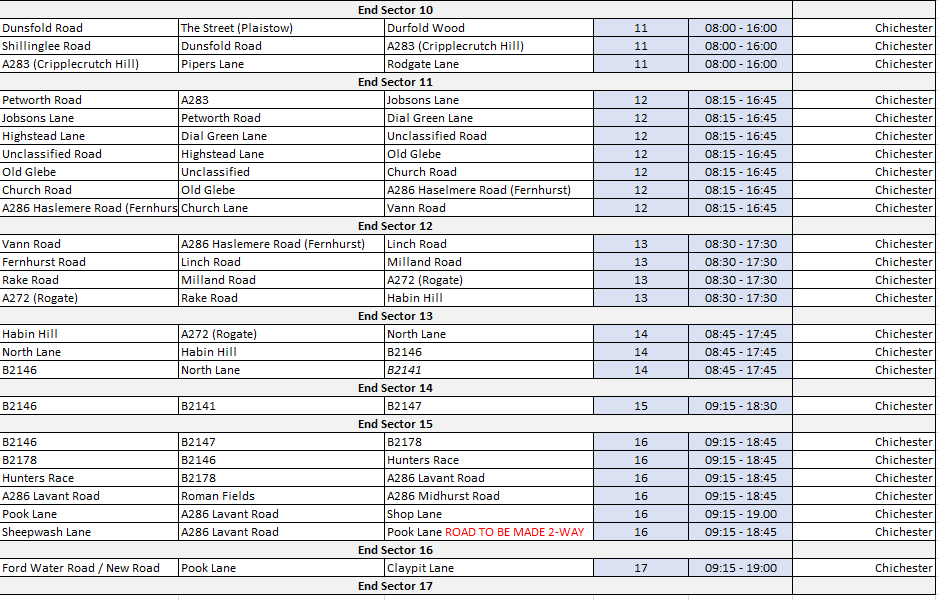 End Sector 10
Dunsfold Road The Street (Plaistow) Durfold Wood 11 08:00 - 16:00 Chichester
Shillinglee Road Dunsfold Road A283 (Cripplecrutch Hill) 11 08:00 - 16:00 Chichester
A283 (Cripplecrutch Hill) Pipers Lane Rodgate Lane 11 08:00 - 16:00 Chichester
End Sector 11
Petworth Road A283 Jobsons Lane 12 08:15 - 16:45 Chichester
Jobsons Lane Petworth Road Dial Green Lane 12 08:15 - 16:45 Chichester
Highstead Lane Dial Green Lane Unclassified Road 12 08:15 - 16:45 Chichester
Unclassified Road Highstead Lane Old Glebe 12 08:15 - 16:45 Chichester
Old Glebe Unclassified Church Road 12 08:15 - 16:45 Chichester
Church Road Old Glebe A286 Haselmere Road (Fernhurst) 12 08:15 - 16:45 Chichester
A286 Haslemere Road (Fernhurs Church Lane Vann Road 12 08:15 - 16:45 Chichester
End Sector 12
Vann Road A286 Haslemere Road (Fernhurst) Linch Road 13 08:30 - 17:30 Chichester
Fernhurst Road Linch Road Milland Road 13 08:30 - 17:30 Chichester
Rake Road Milland Road A272 (Rogate) 13 08:30 - 17:30 Chichester
A272 (Rogate) Rake Road Habin Hill 13 08:30 - 17:30 Chichester
End Sector 13
Habin Hill A272 (Rogate) North Lane 14 08:45 - 17:45 Chichester
North Lane Habin Hill B2146 14 08:45 - 17:45 Chichester
B2146 North Lane B2141 14 08:45 - 17:45 Chichester
End Sector 14
B2146 B2141 B2147 15 09:15 - 18:30 Chichester
End Sector 15
B2146 B2147 B2178 16 09:15 - 18:45 Chichester
B2178 B2146 Hunters Race 16 09:15 - 18:45 Chichester
Hunters Race B2178 A286 Lavant Road 16 09:15 - 18:45 Chichester
A286 Lavant Road Roman Fields A286 Midhurst Road 16 09:15 - 18:45 Chichester
Pook Lane A286 Lavant Road Shop Lane 16 09:15 - 19.00 Chichester
Sheepwash Lane A286 Lavant Road Pook Lane ROAD TO BE MADE 2-WAY 16 09:15 - 18:45 Chichester
End Sector 16
Ford Water Road / New Road Pook Lane Claypit Lane 17 09:15 - 19:00 Chichester
End Sector 17